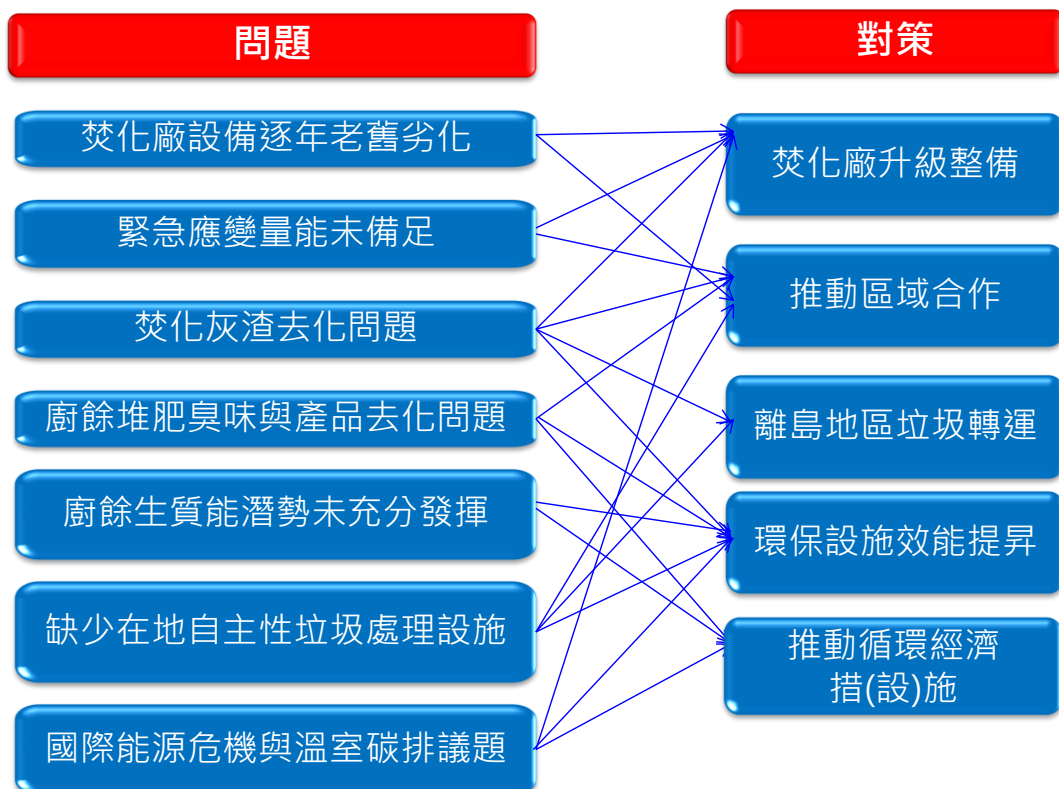 問題
焚化廠設備逐年老舊劣化
緊急應變量能未備足
焚化灰渣去化問題
廚餘堆肥臭味與產品去化問題
廚餘生質能潛勢未充分發揮
缺少在地自主性垃圾處理設施
國際能源危機與溫室碳排議題
對策
焚化廠升級整備
推動區域合作
離島地區垃圾轉運
環保設施效能提昇
推動循環經濟
措(設)施